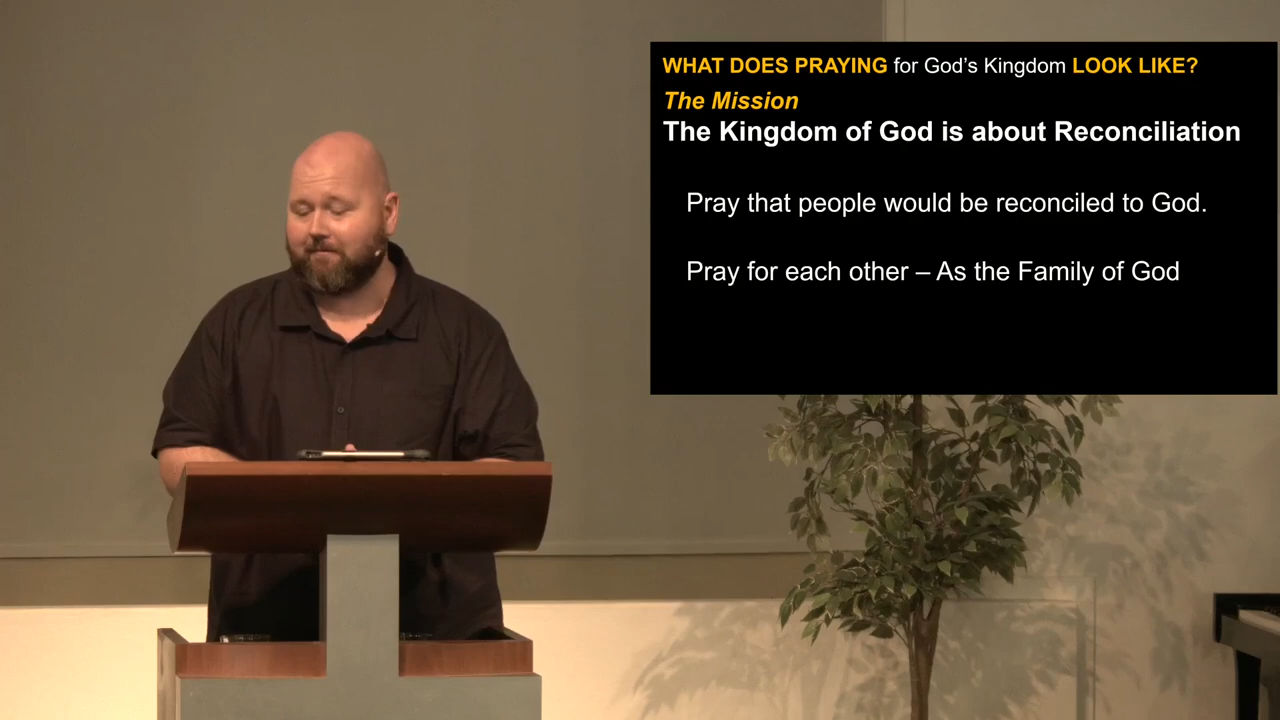 WHAT DOES PRAYING for God's Kingdom LOOK LIKE?
The Mission
The Kingdom of God is about Reconciliation
Pray that people would be reconciled to God.
Pray for each other – As the Family of God